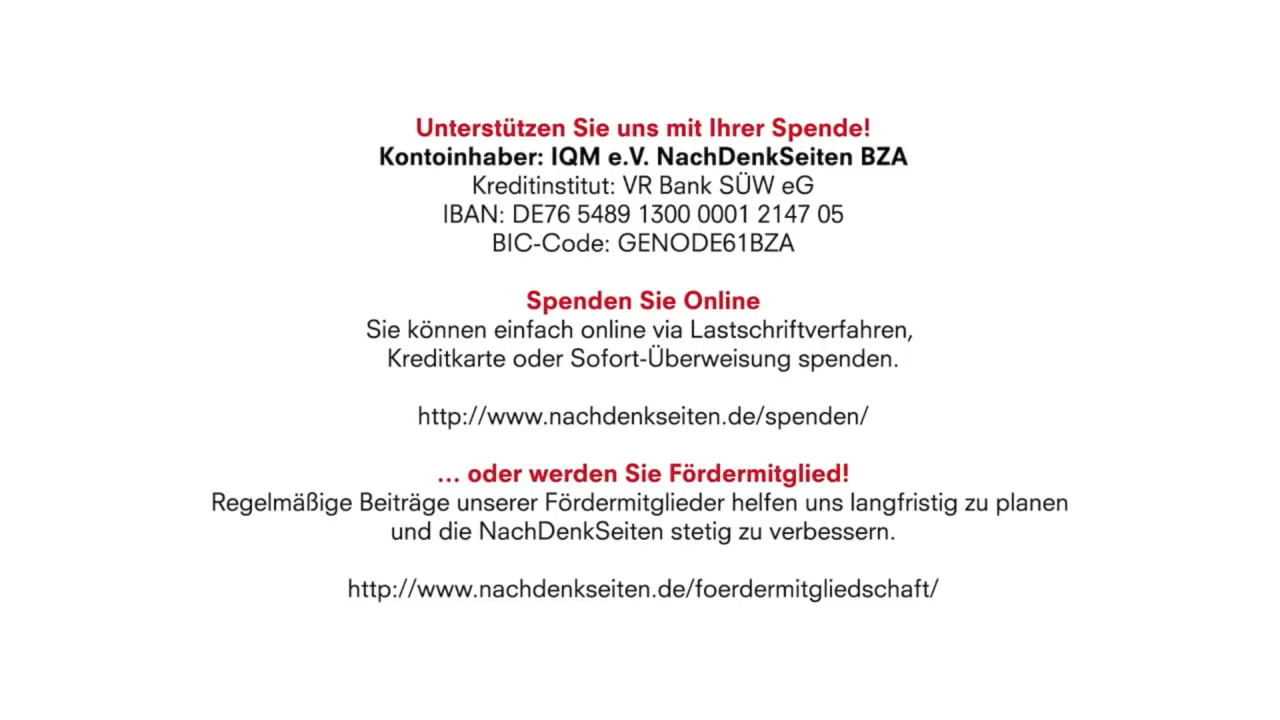 Unterstützen Sie uns mit Ihrer Spende!
Kontoinhaber: IQM e.V. NachDenkSeiten BZA
Kreditinstitut: VR Bank SÜW eG
IBAN: DE76 5489 1300 0001 2147 05
BIC-Code: GENODE61BZA
Spenden Sie Online
Sie können einfach online via Lastschriftverfahren,
Kreditkarte oder Sofort-Überweisung spenden.
http://www.nachdenkseiten.de/spenden/
... oder werden Sie Fördermitglied!
Regelmäßige Beiträge unserer Fördermitglieder helfen uns langfristig zu planen
und die NachDenkSeiten stetig zu verbessern.
http://www.nachdenkseiten.de/foerdermitgliedschaft/